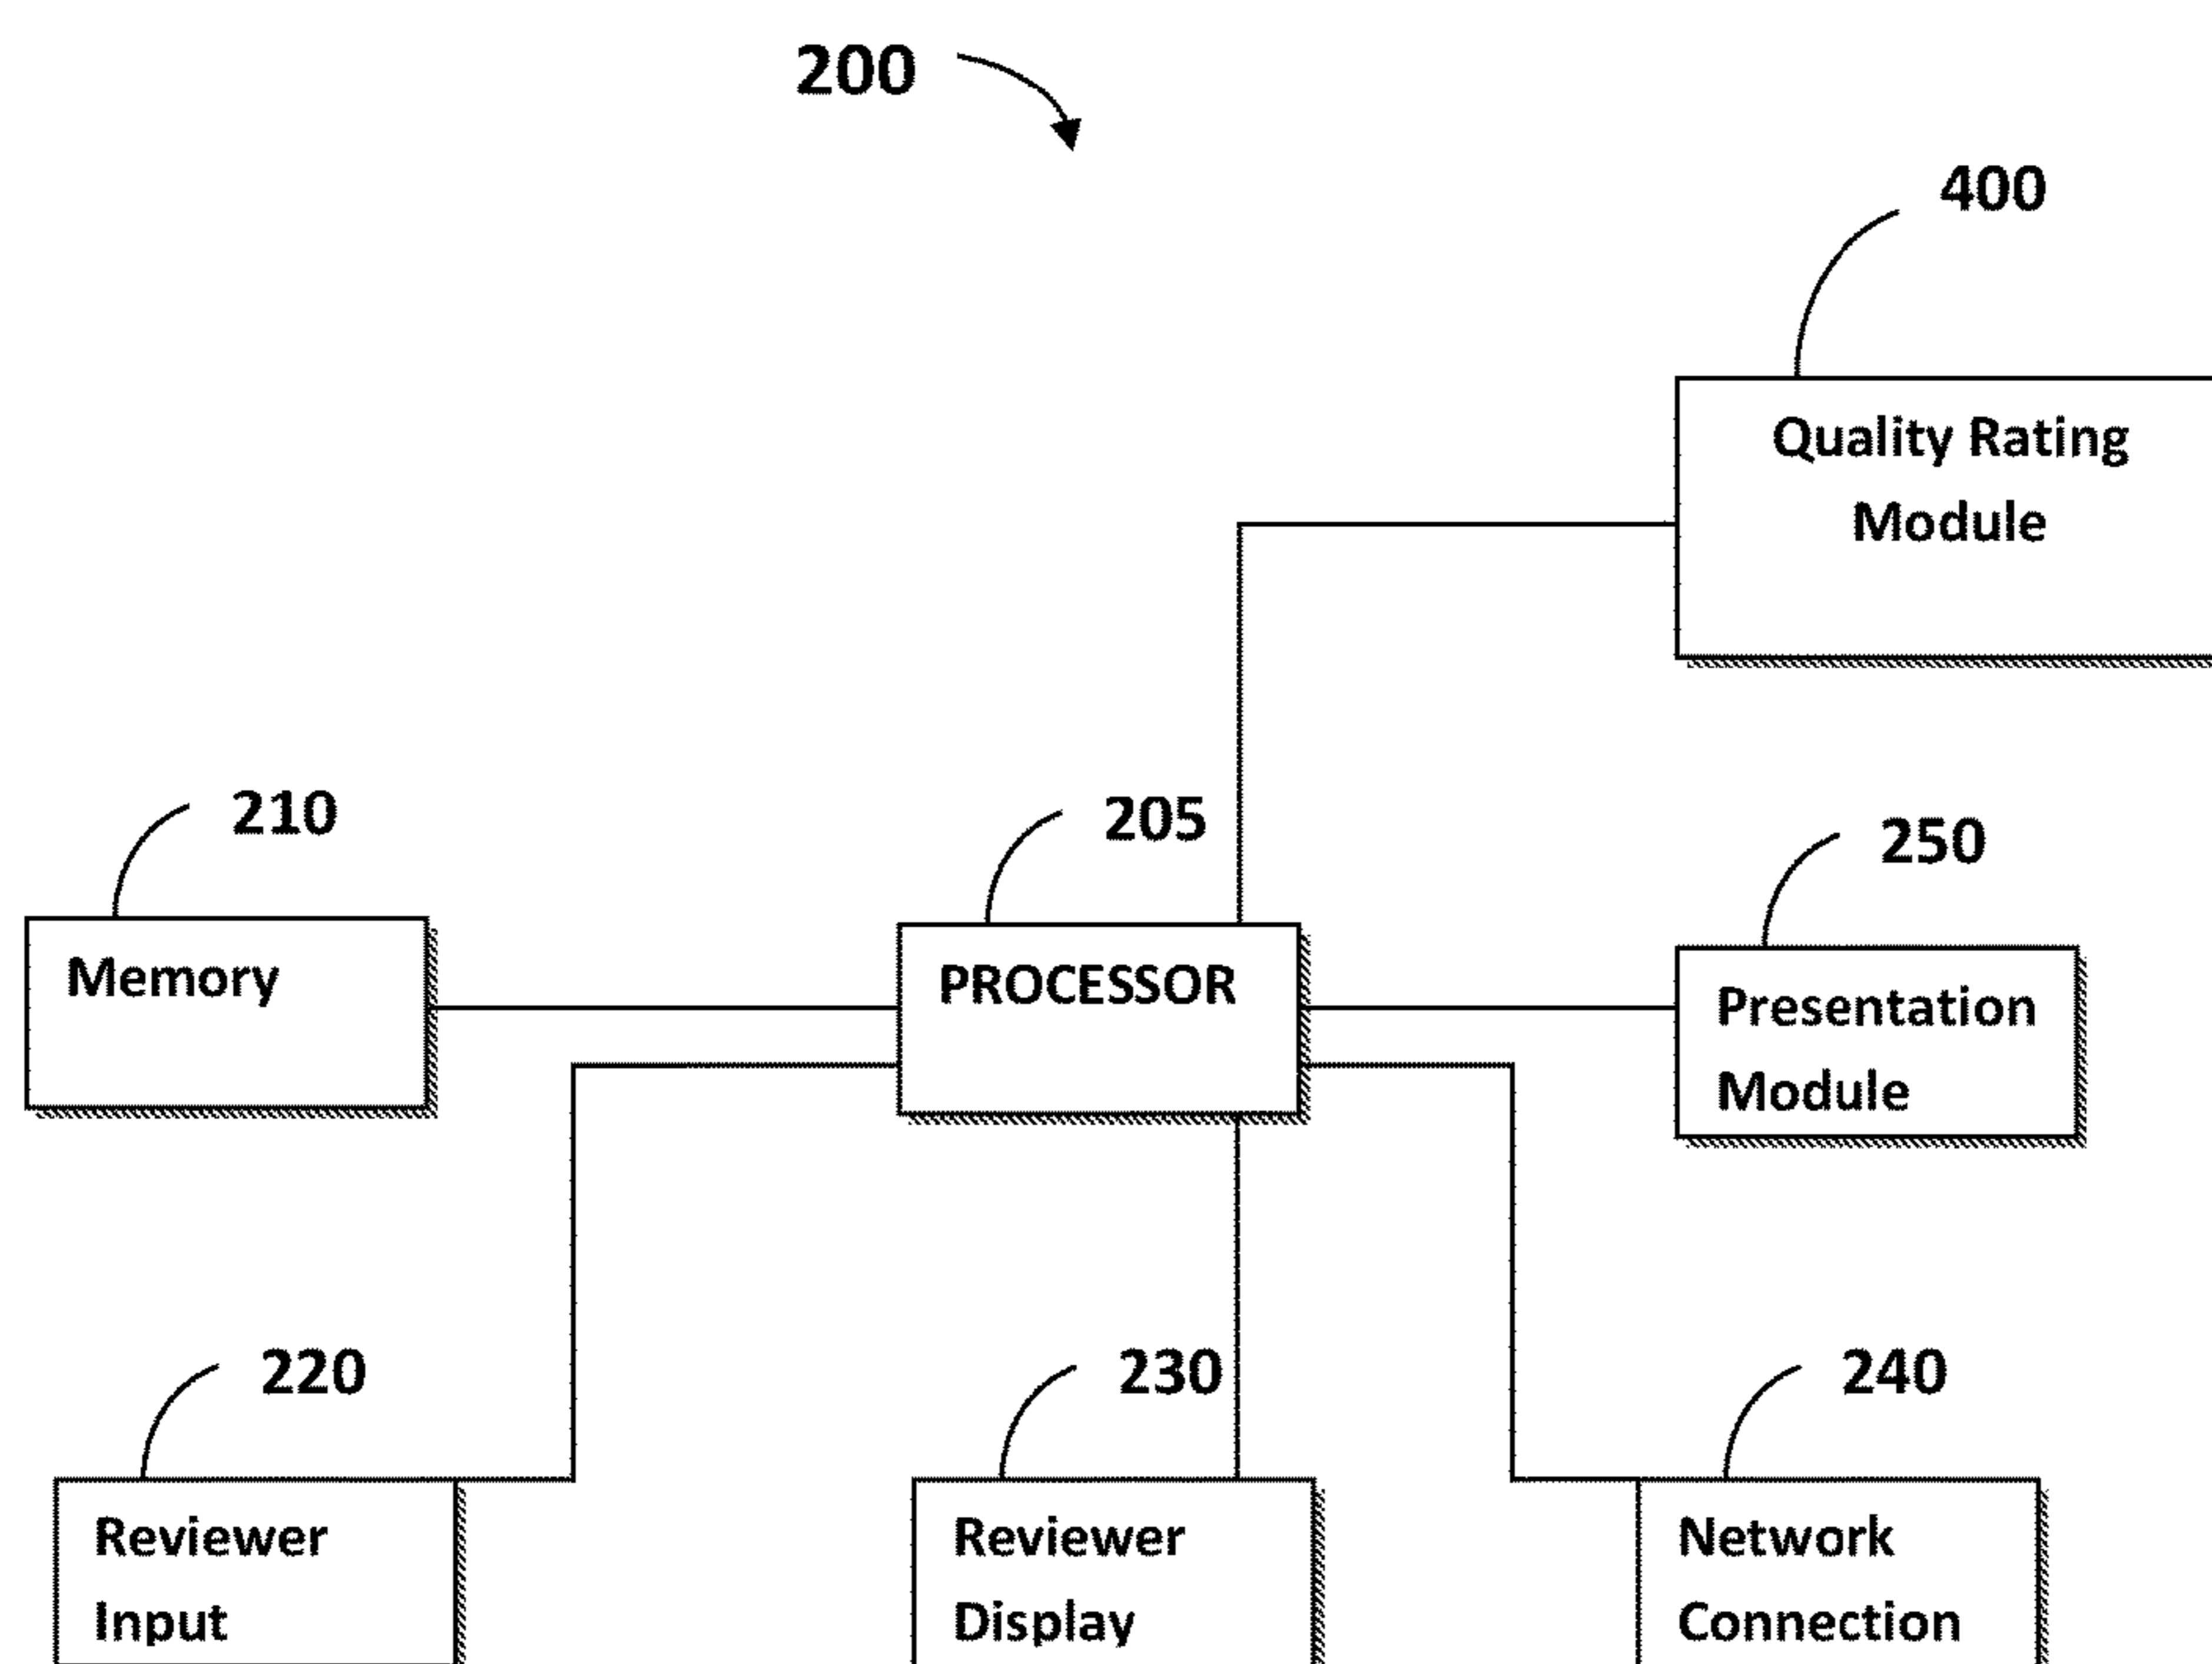 200
400
Quality Rating
Module
210
205
250
Memory
PROCESSOR
Presentation
Module
220
230
240
Reviewer
Input
Reviewer
Display
Network
Connection